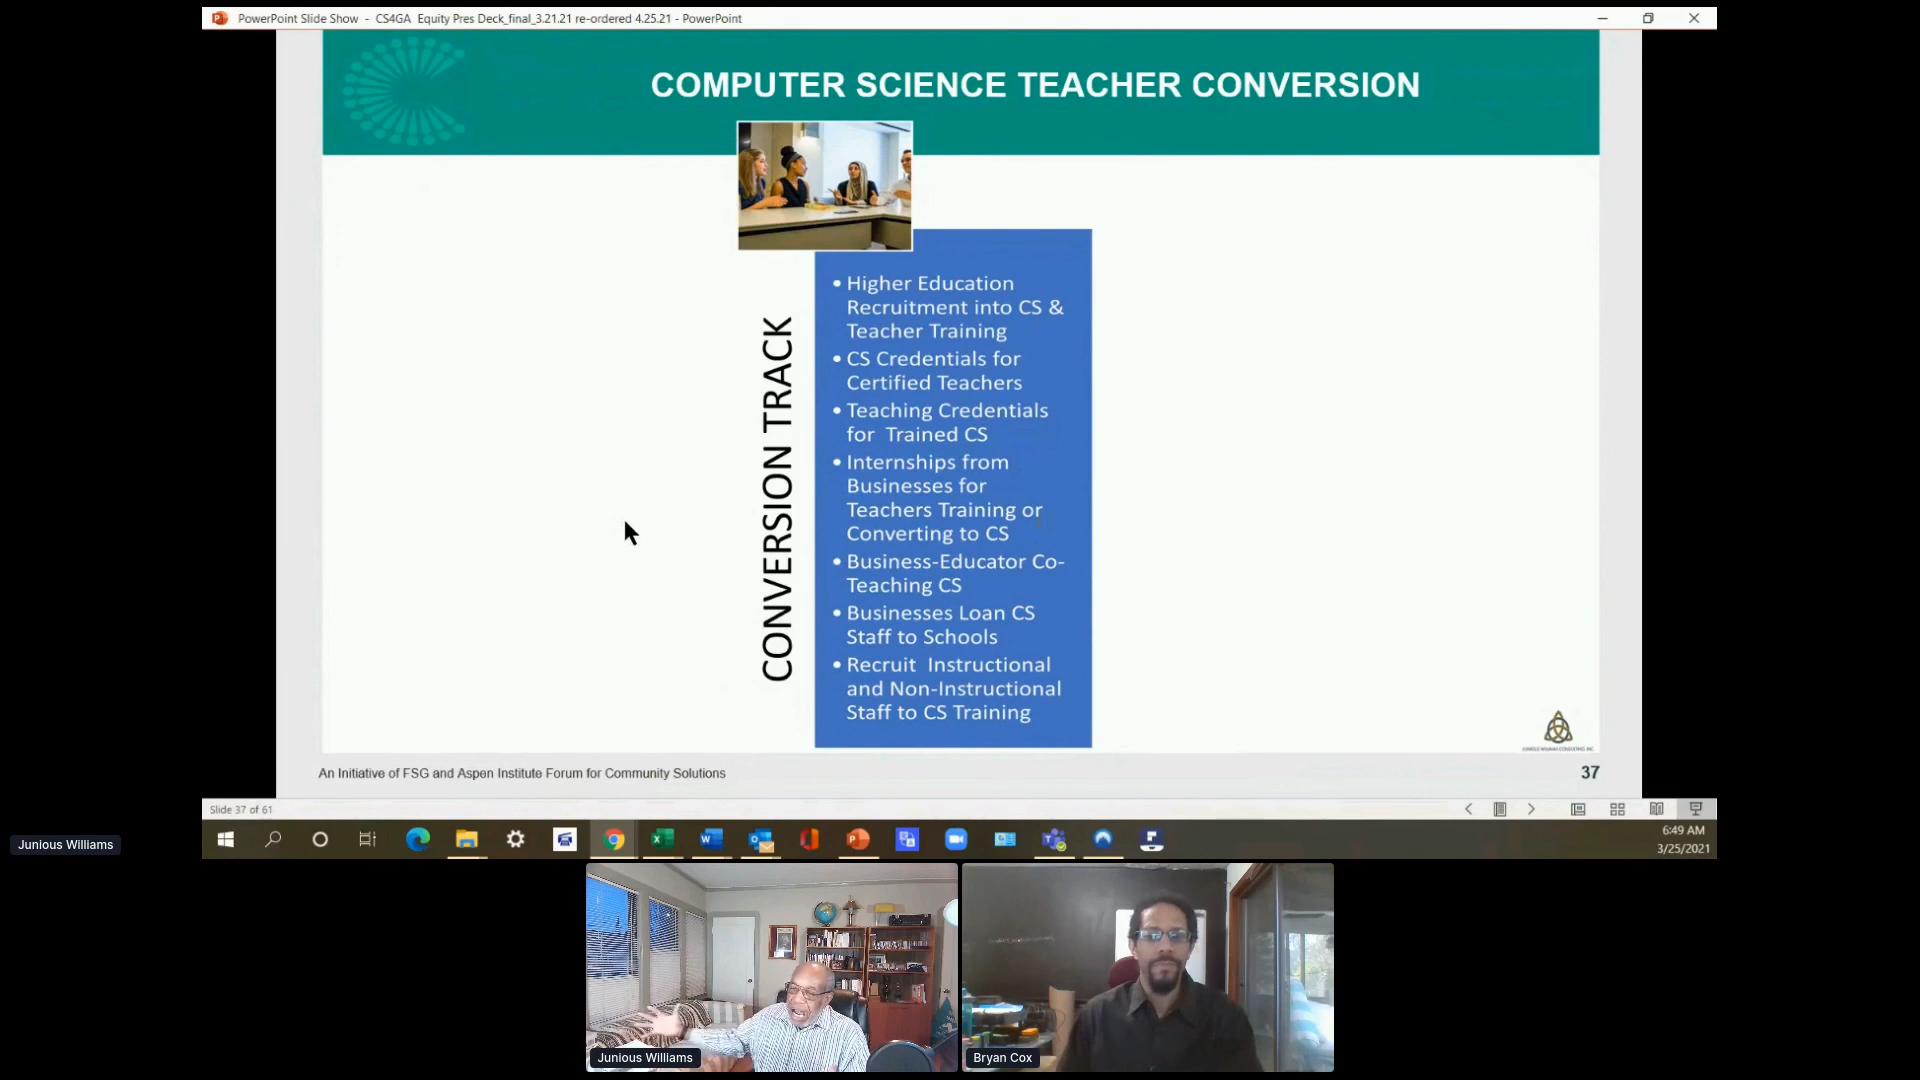 PowerPoint Slide Show - CS4GA Equity Pres Deck_final_3.21.21 re-ordered 4.25.21 - PowerPoint
COMPUTER SCIENCE TEACHER CONVERSION
CONVERSION TRACK
• Higher Education
Recruitment into CS &
Teacher Training
• CS Credentials for
Certified Teachers
• Teaching Credentials
for Trained CS
• Internships from
Businesses for
Teachers Training or
Converting to CS
• Business-Educator Co-
Teaching CS
• Businesses Loan CS
Staff to Schools
• Recruit Instructional
and Non-Instructional
Staff to CS Training
JUNIOUS WILLIAMS CONSULTING, INC.
An Initiative of FSG and Aspen Institute Forum for Community Solutions
37
Slide 37 of 61
6:49 AM
3/25/2021
Junious Williams
Junious Williams
Bryan Cox